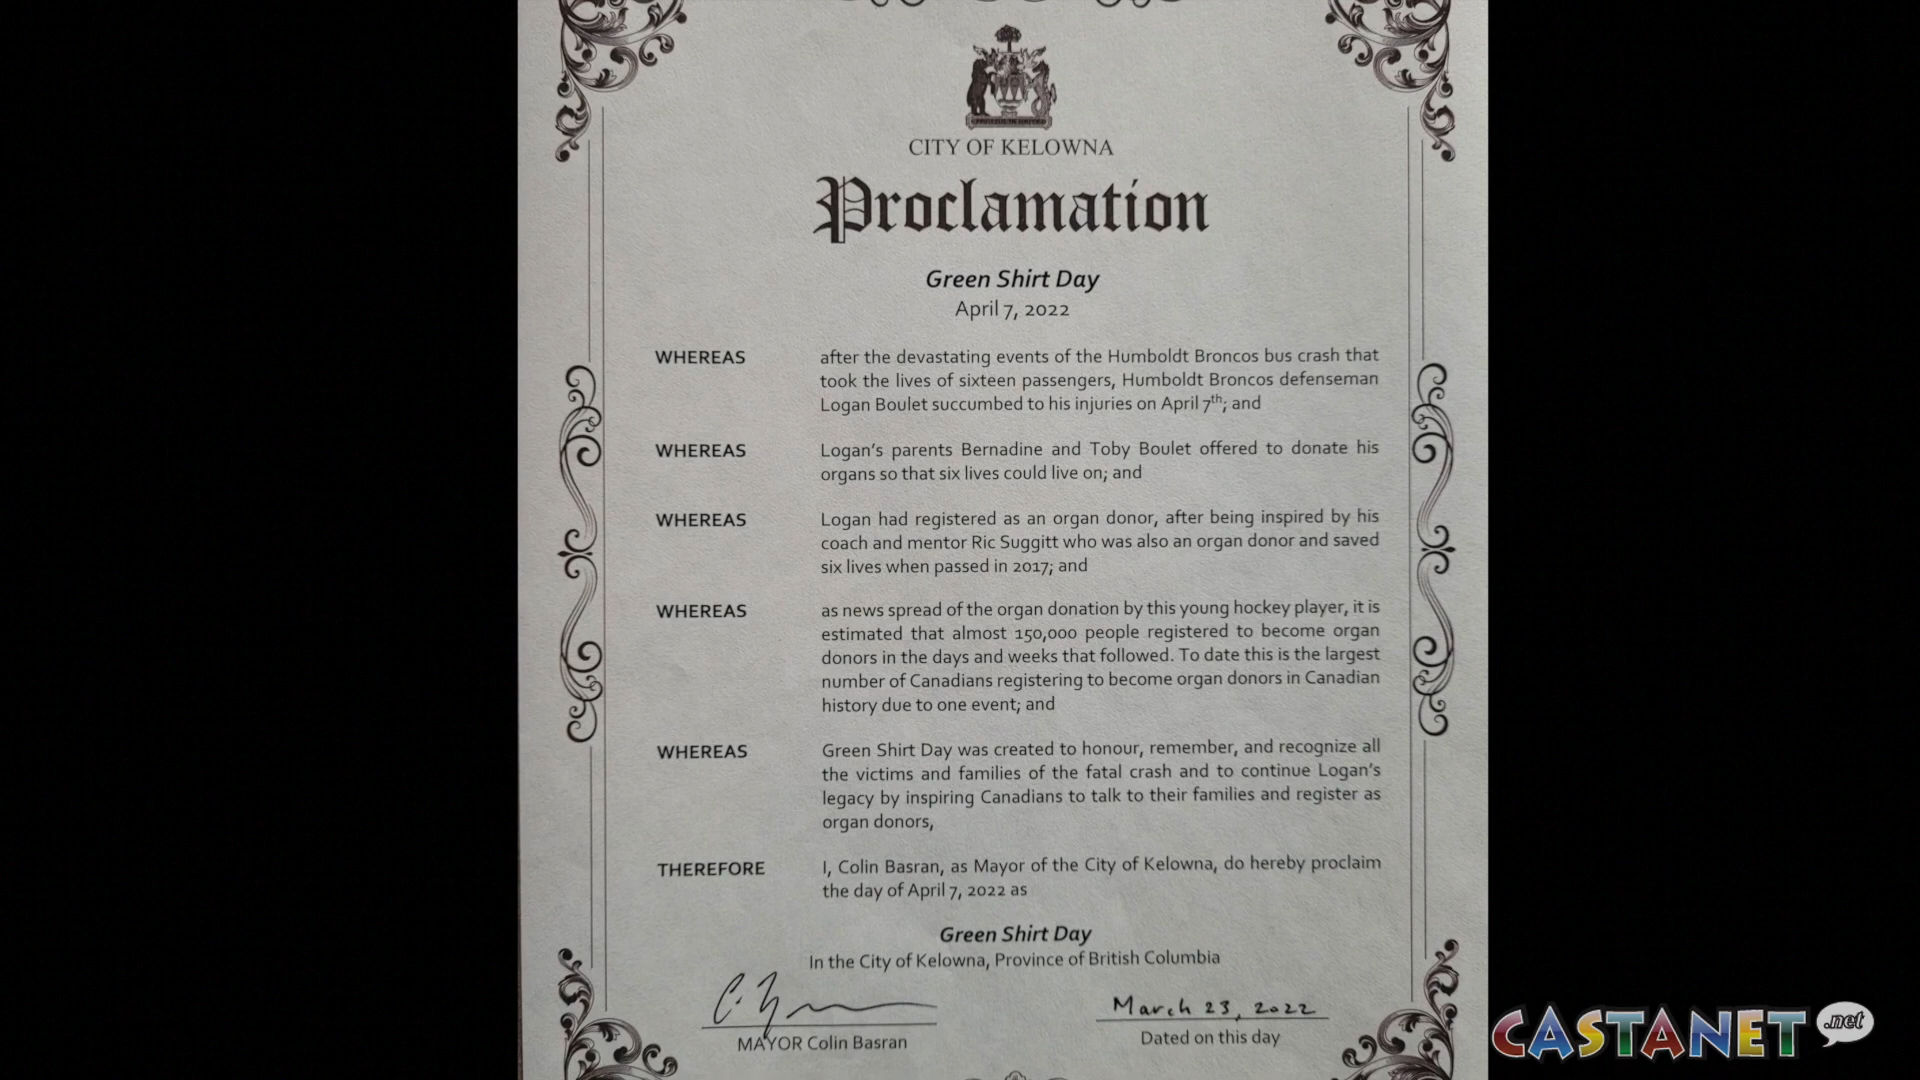 CITY OF KELOWNA
Proclamation
Green Shirt Day
April 7, 2022
WHEREAS after the devastating events of the Humboldt Broncos bus crash that
took the lives of sixteen passengers, Humboldt Broncos defenseman
Logan Boulet succumbed to his injuries on April 7th; and
WHEREAS Logan's parents Bernadine and Toby Boulet offered to donate his
organs so that six lives could live on; and
WHEREAS Logan had registered as an organ donor, after being inspired by his
coach and mentor Ric Suggitt who was also an organ donor and saved
six lives when passed in 2017; and
WHEREAS as news spread of the organ donation by this young hockey player, it is
estimated that almost 150,000 people registered to become organ
donors in the days and weeks that followed. To date this is the largest
number of Canadians registering to become organ donors in Canadian
history due to one event; and
WHEREAS Green Shirt Day was created to honour, remember, and recognize all
the victims and families of the fatal crash and to continue Logan's
legacy by inspiring Canadians to talk to their families and register as
organ donors,
THEREFORE I, Colin Basran, as Mayor of the City of Kelowna, do hereby proclaim
the day of April 7, 2022 as
Green Shirt Day
In the City of Kelowna, Province of British Columbia
March 23, 2022
MAYOR Colin Basran Dated on this day
CASTANET .net